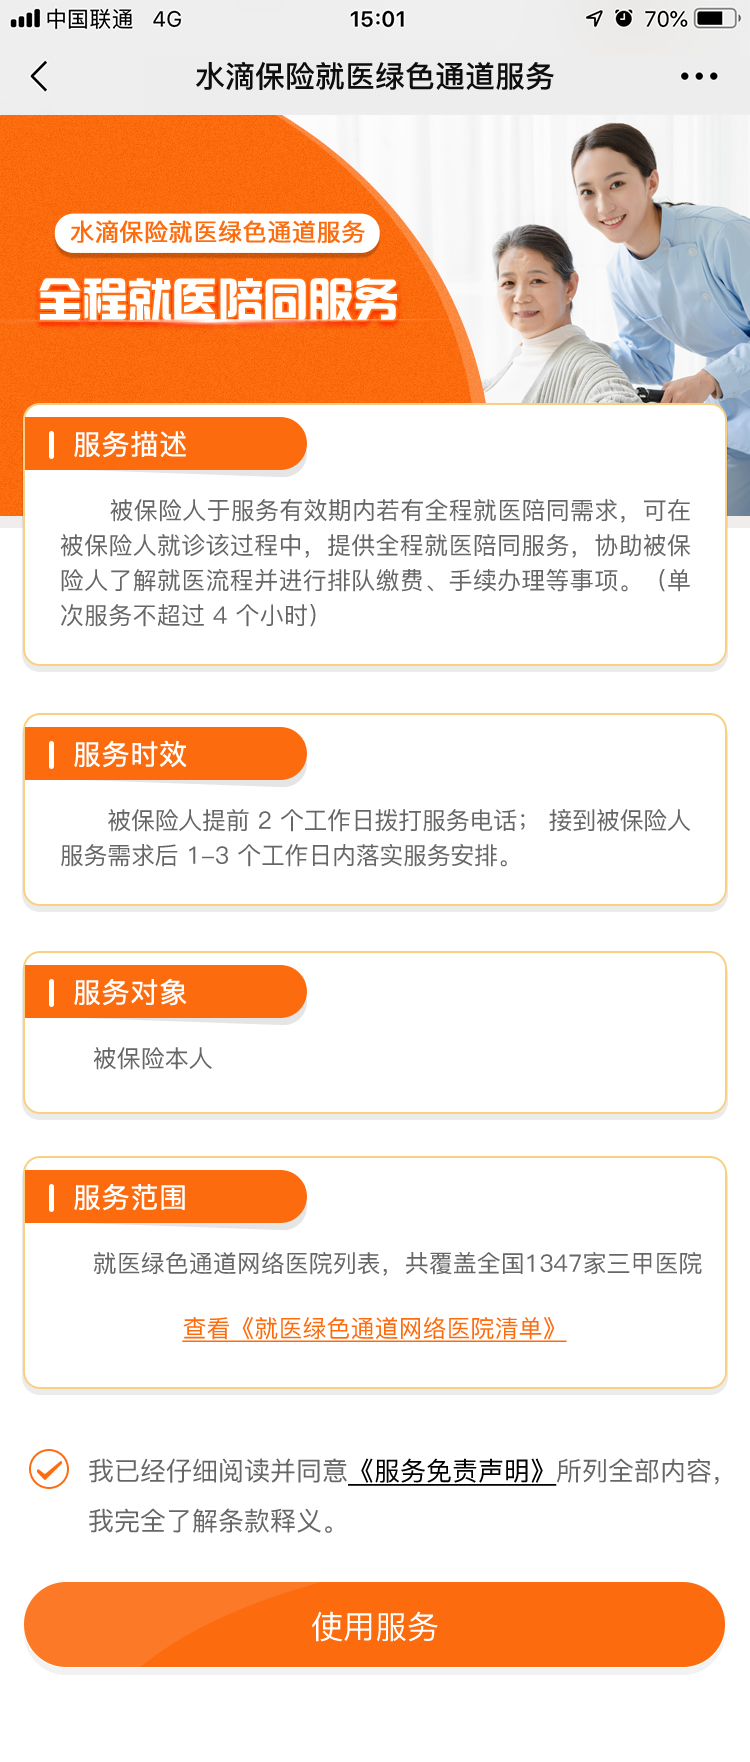 中国联通 4G 15:01 70%
水滴保险就医绿色通道服务
水滴保险就医绿色通道服务
全程就医陪同服务
服务描述
被保险人于服务有效期内若有全程就医陪同需求，可在
被保险人就诊该过程中，提供全程就医陪同服务，协助被保
险人了解就医流程并进行排队缴费、手续办理等事项。（单
次服务不超过 4 个小时）
服务时效
被保险人提前 2 个工作日拨打服务电话； 接到被保险人
服务需求后 1-3 个工作日内落实服务安排。
服务对象
被保险本人
服务范围
就医绿色通道网络医院列表，共覆盖全国1347家三甲医院
查看《就医绿色通道网络医院清单》
我已经仔细阅读并同意《服务免责声明》所列全部内容，
我完全了解条款释义。
使用服务